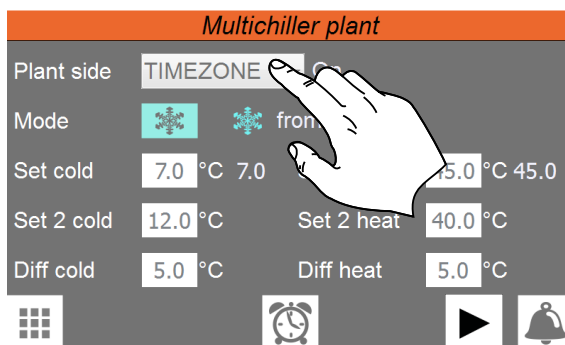 Multichiller plant
Plant side TIMEZONE On
Mode from
Set cold 7.0 °C 7.0 45.0 °C 45.0
Set 2 cold 12.0 °C Set 2 heat 40.0 °C
Diff cold 5.0 °C Diff heat 5.0 °C